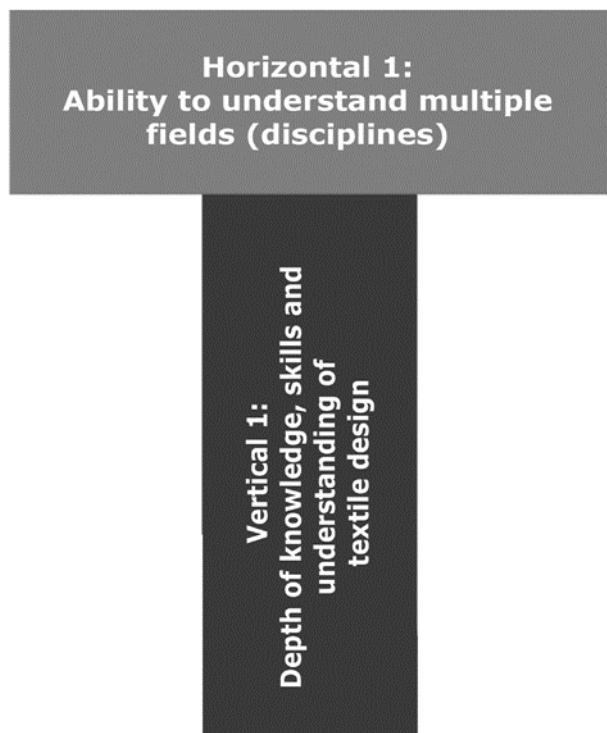 Horizontal 1:
Ability to understand multiple
fields (disciplines)
Vertical 1:
Depth of knowledge, skills and
understanding of
textile design